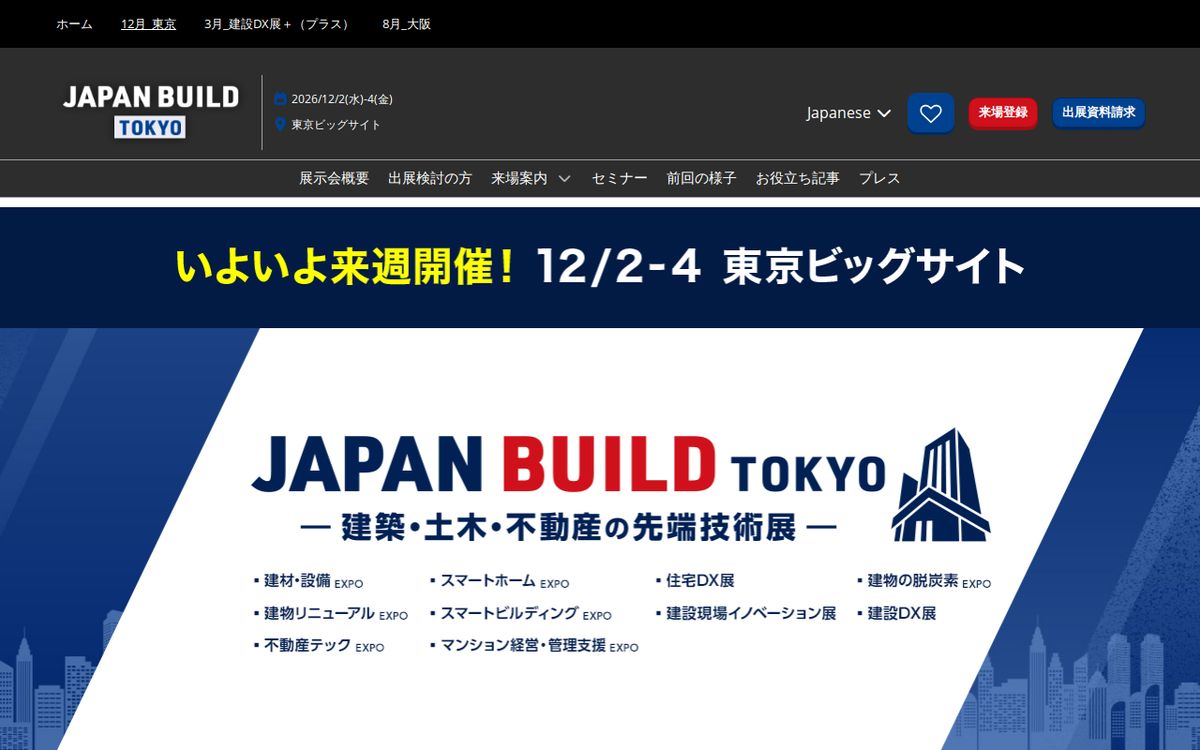 ホーム 12月_東京 3月_建設DX展＋（プラス） 8月_大阪
JAPAN BUILD
TOKYO
2026/12/2(水)-4(金)
東京ビッグサイト
Japanese
来場登録
出展資料請求
展示会概要 出展検討の方 来場案内 セミナー 前回の様子 お役立ち記事 プレス
いよいよ来週開催！ 12/2-4 東京ビッグサイト
JAPAN BUILD TOKYO
― 建築・土木・不動産の先端技術展 ―
▪ 建材・設備 EXPO ▪ スマートホーム EXPO ▪ 住宅DX展 ▪ 建物の脱炭素 EXPO
▪ 建物リニューアル EXPO ▪ スマートビルディング EXPO ▪ 建設現場イノベーション展 ▪ 建設DX展
▪ 不動産テック EXPO ▪ マンション経営・管理支援 EXPO